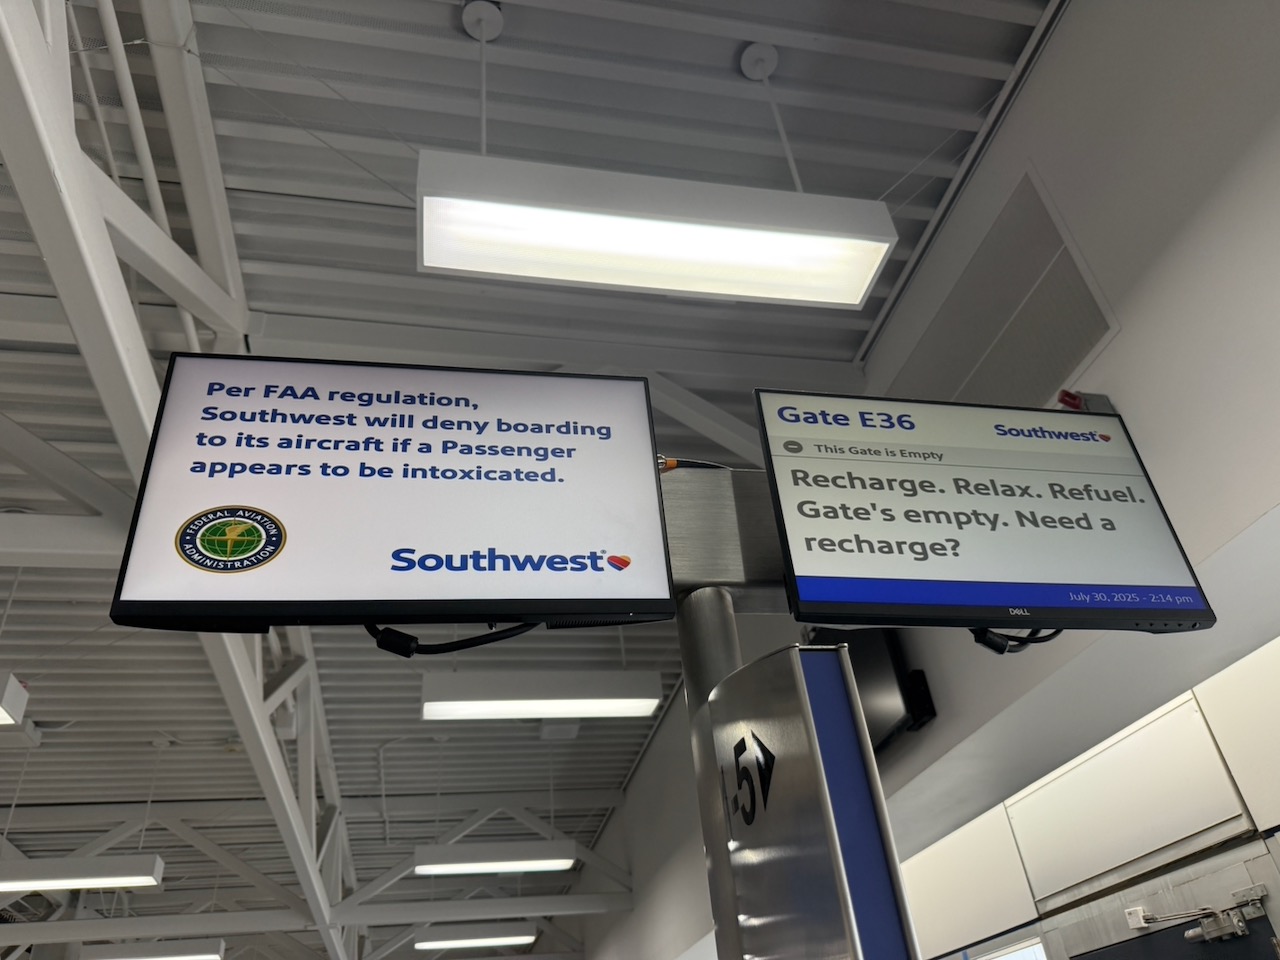 Per FAA regulation,
Southwest will deny boarding
to its aircraft if a Passenger
appears to be intoxicated.
FEDERAL AVIATION
ADMINISTRATION
Southwest
Gate E36
Southwest
This Gate is Empty
Recharge. Relax. Refuel.
Gate's empty. Need a
recharge?
July 30, 2025 - 2:14 pm
DELL
-5